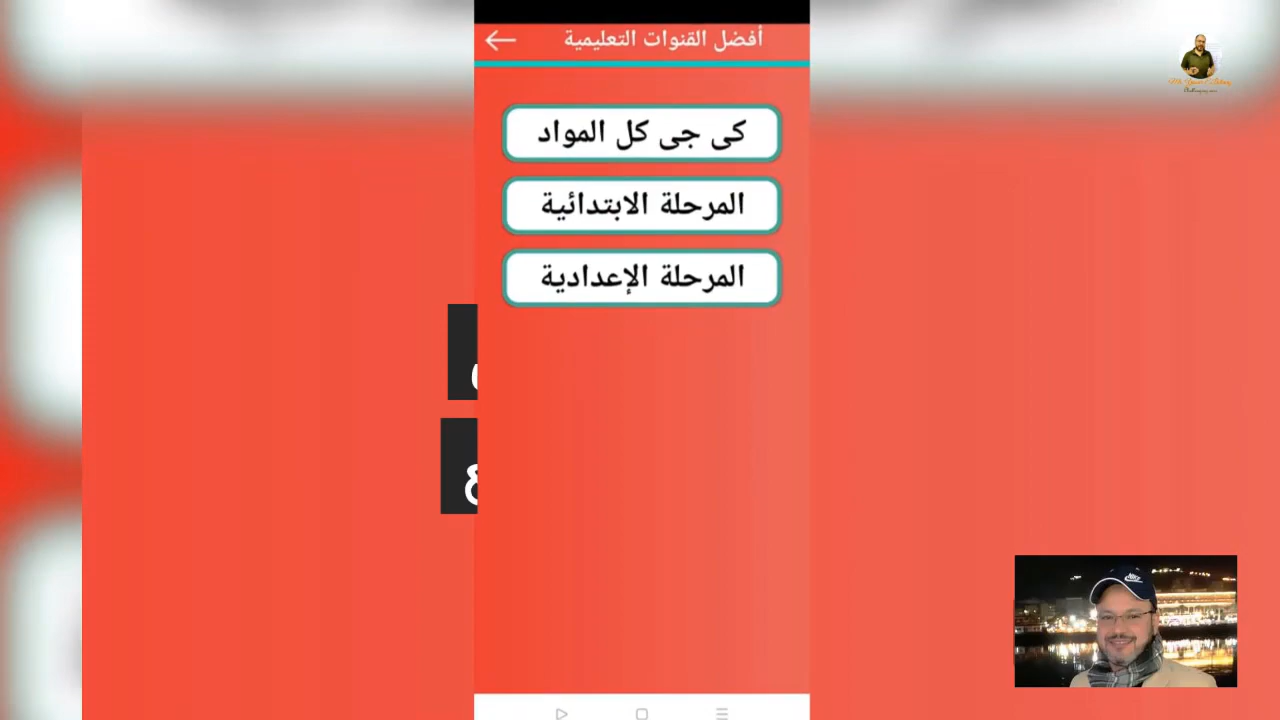 أفضل القنوات التعليمية
كى جى كل المواد
المرحلة الابتدائية
المرحلة الإعدادية